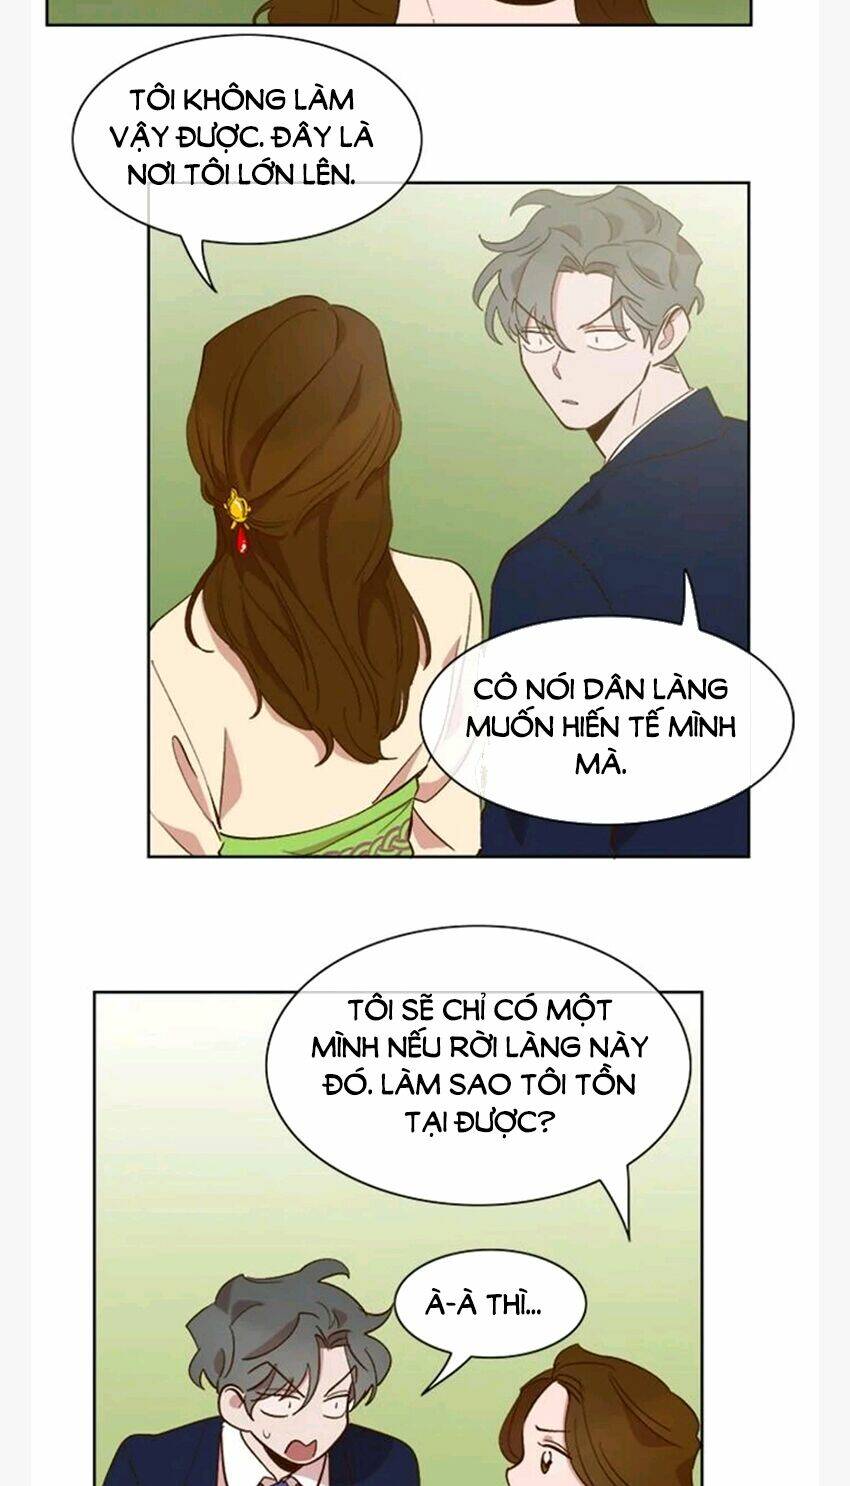 TÔI KHÔNG LÀM
VẬY ĐƯỢC. ĐÂY LÀ
NƠI TÔI LỚN LÊN.
CÔ NÓI DÂN LÀNG
MUỐN HIẾN TẾ MÌNH
MÀ.
TÔI SẼ CHỈ CÓ MỘT
MÌNH NẾU RỜI LÀNG NÀY
ĐÓ. LÀM SAO TÔI TỒN
TẠI ĐƯỢC?
À-À THÌ...